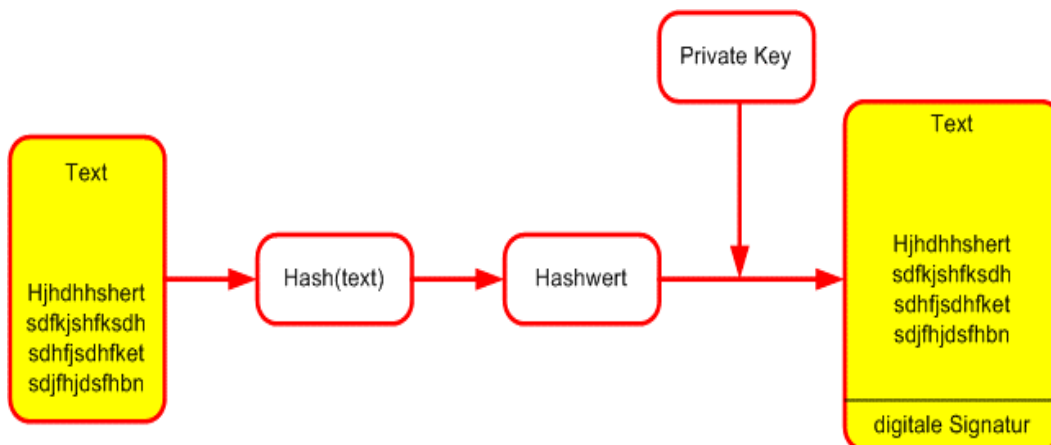 Text
Hjhdhhshert
sdfkjshfksdh
sdhfjsdhfket
sdjfhjdsfhbn
Hash(text)
Hashwert
Private Key
Text
Hjhdhhshert
sdfkjshfksdh
sdhfjsdhfket
sdjfhjdsfhbn
digitale Signatur